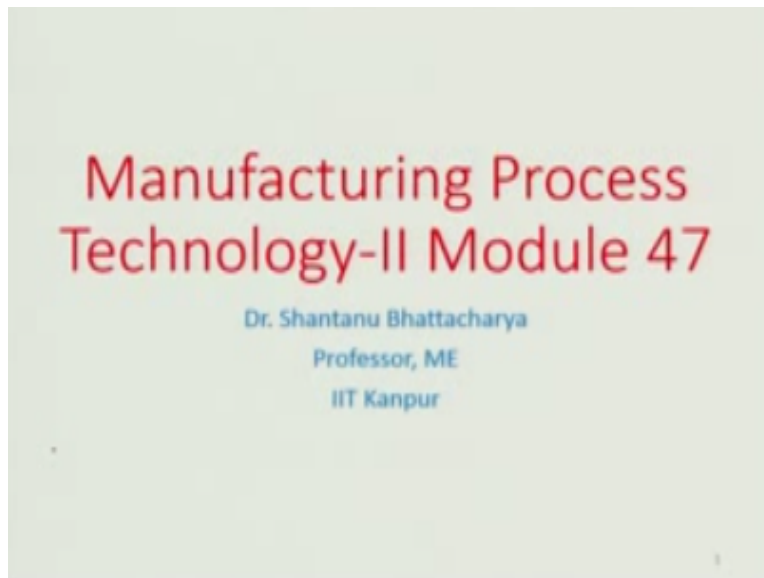 Manufacturing Process
Technology-II Module 47
Dr. Shantanu Bhattacharya
Professor, ME
IIT Kanpur